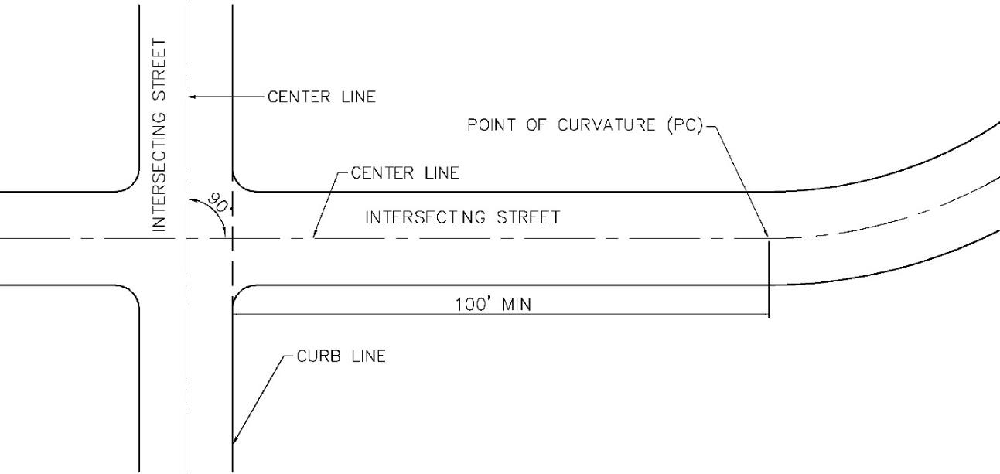 INTERSECTING STREET
CENTER LINE
POINT OF CURVATURE (PC)
CENTER LINE
90°
INTERSECTING STREET
100' MIN
CURB LINE